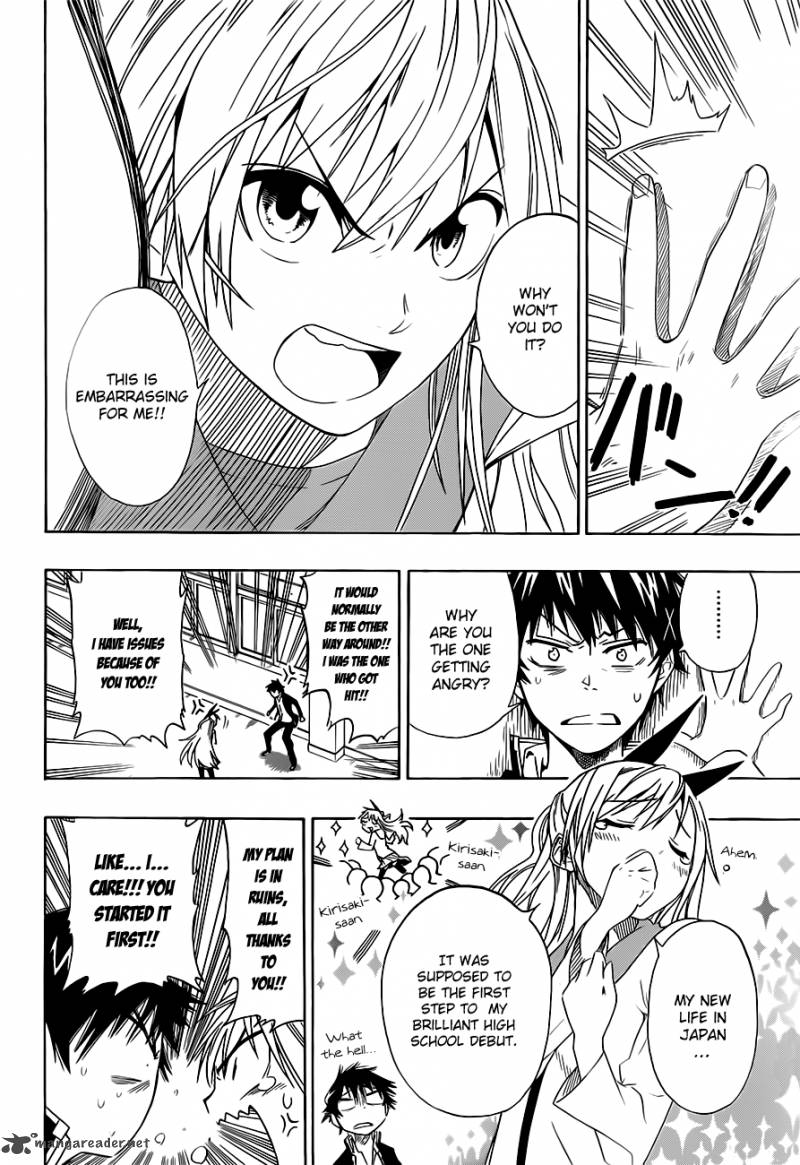 WHY
WON'T
YOU DO
IT?
THIS IS
EMBARRASSING
FOR ME!!
.........
WHY
ARE YOU
THE ONE
GETTING
ANGRY?
IT WOULD
NORMALLY
BE THE OTHER
WAY AROUND!!
I WAS THE ONE
WHO GOT
HIT!!
WELL,
I HAVE ISSUES
BECAUSE OF
YOU TOO!!
Ahem
MY NEW
LIFE IN
JAPAN
...
Kirisaki-
saan
Kirisaki-
saan
IT WAS
SUPPOSED TO
BE THE FIRST
STEP TO MY
BRILLIANT HIGH
SCHOOL DEBUT.
What
the hell...
MY PLAN
IS IN
RUINS,
ALL
THANKS
TO YOU!!
LIKE... I...
CARE!!! YOU
STARTED IT
FIRST!!
mangareader.net